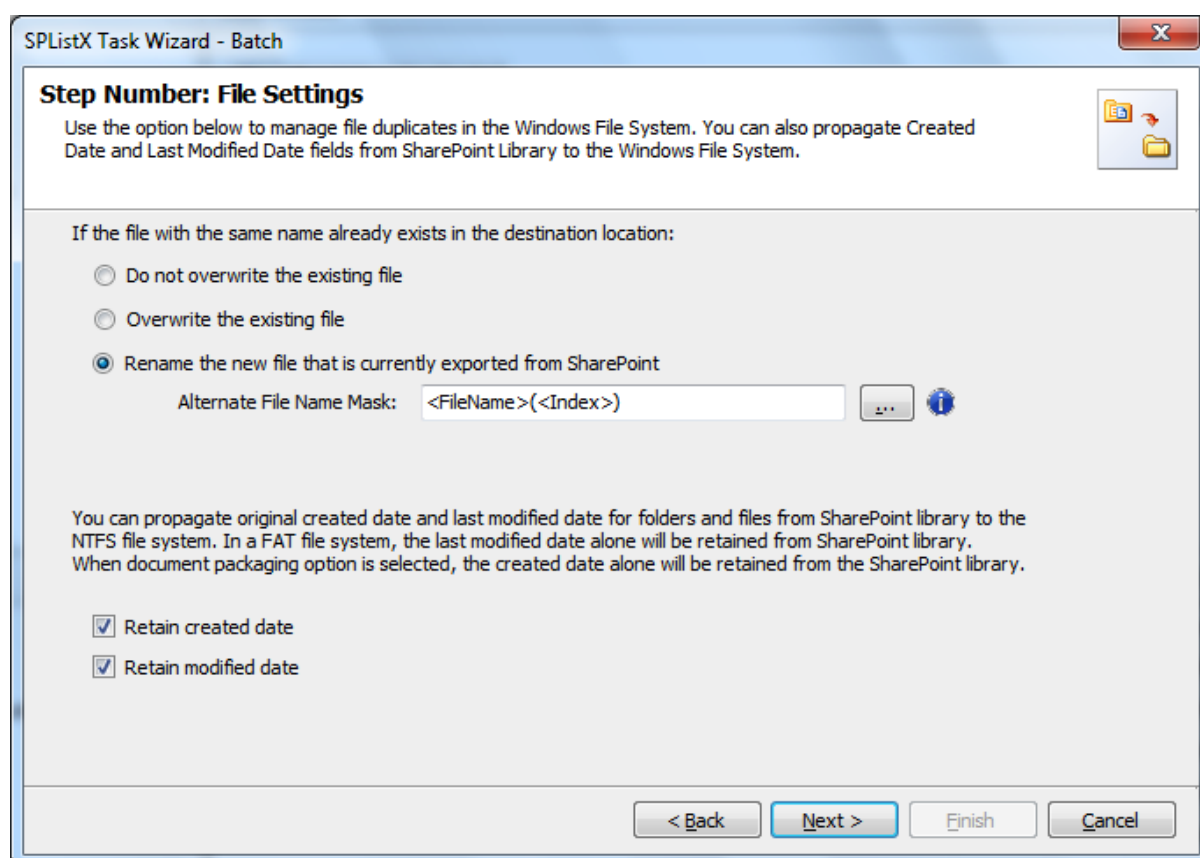 SPListX Task Wizard - Batch
Step Number: File Settings
Use the option below to manage file duplicates in the Windows File System. You can also propagate Created
Date and Last Modified Date fields from SharePoint Library to the Windows File System.
If the file with the same name already exists in the destination location:
Do not overwrite the existing file
Overwrite the existing file
Rename the new file that is currently exported from SharePoint
Alternate File Name Mask: <FileName>(<Index>) ...
You can propagate original created date and last modified date for folders and files from SharePoint library to the
NTFS file system. In a FAT file system, the last modified date alone will be retained from SharePoint library.
When document packaging option is selected, the created date alone will be retained from the SharePoint library.
Retain created date
Retain modified date
< Back Next > Finish Cancel